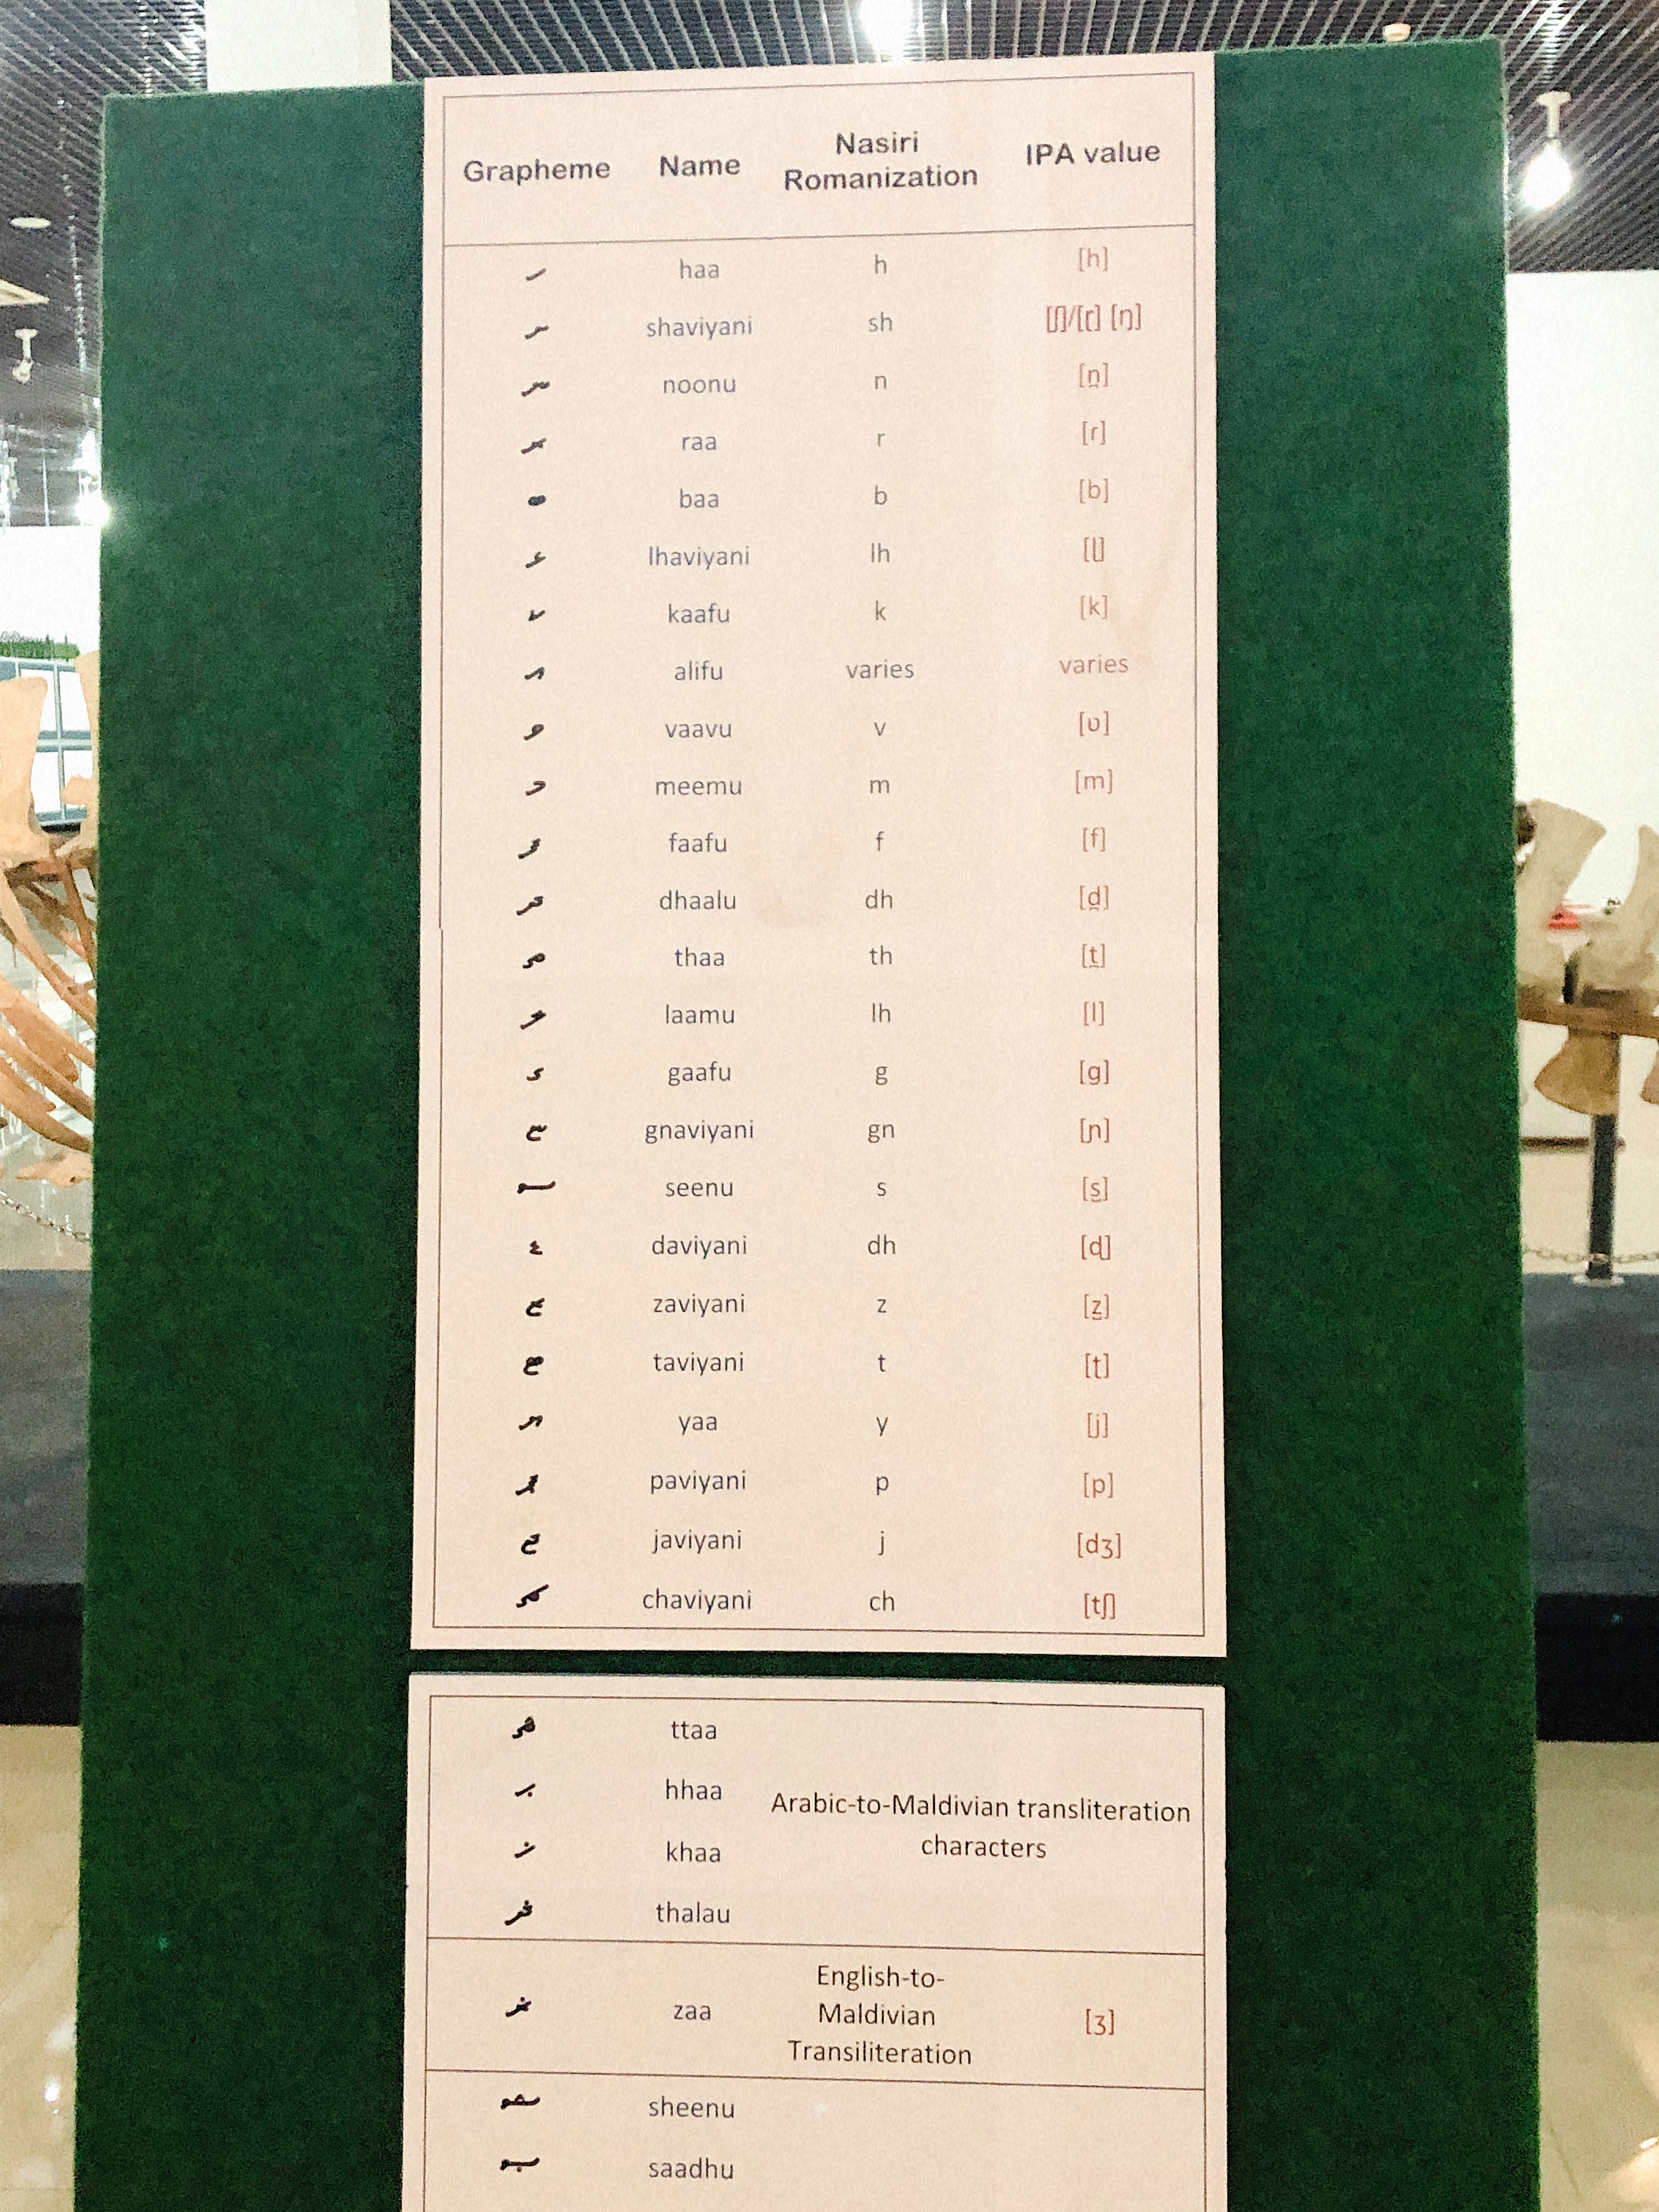 Grapheme Name Nasiri Romanization IPA value
ހ haa h [h]
ށ shaviyani sh [ʃ]/[ɽ] [ŋ]
ނ noonu n [n̪]
ރ raa r [r]
ބ baa b [b]
ޅ lhaviyani lh [ɭ]
ކ kaafu k [k]
އ alifu varies varies
ވ vaavu v [ʋ]
މ meemu m [m]
ފ faafu f [f]
ދ dhaalu dh [d̪]
ތ thaa th [t̪]
ލ laamu lh [l]
ގ gaafu g [g]
ޏ gnaviyani gn [ɲ]
ސ seenu s [s̺]
ޑ daviyani dh [ɖ]
ޒ zaviyani z [z̺]
ޓ taviyani t [ʈ]
ޔ yaa y [j]
ޕ paviyani p [p]
ޖ javiyani j [dʒ]
ޗ chaviyani ch [tʃ]
ޘ ttaa
ޙ hhaa
Arabic-to-Maldivian transliteration
characters
ޚ khaa
ޛ thalau
English-to-
ޜ zaa Maldivian [ʒ]
Transiliteration
ޝ sheenu
ޞ saadhu